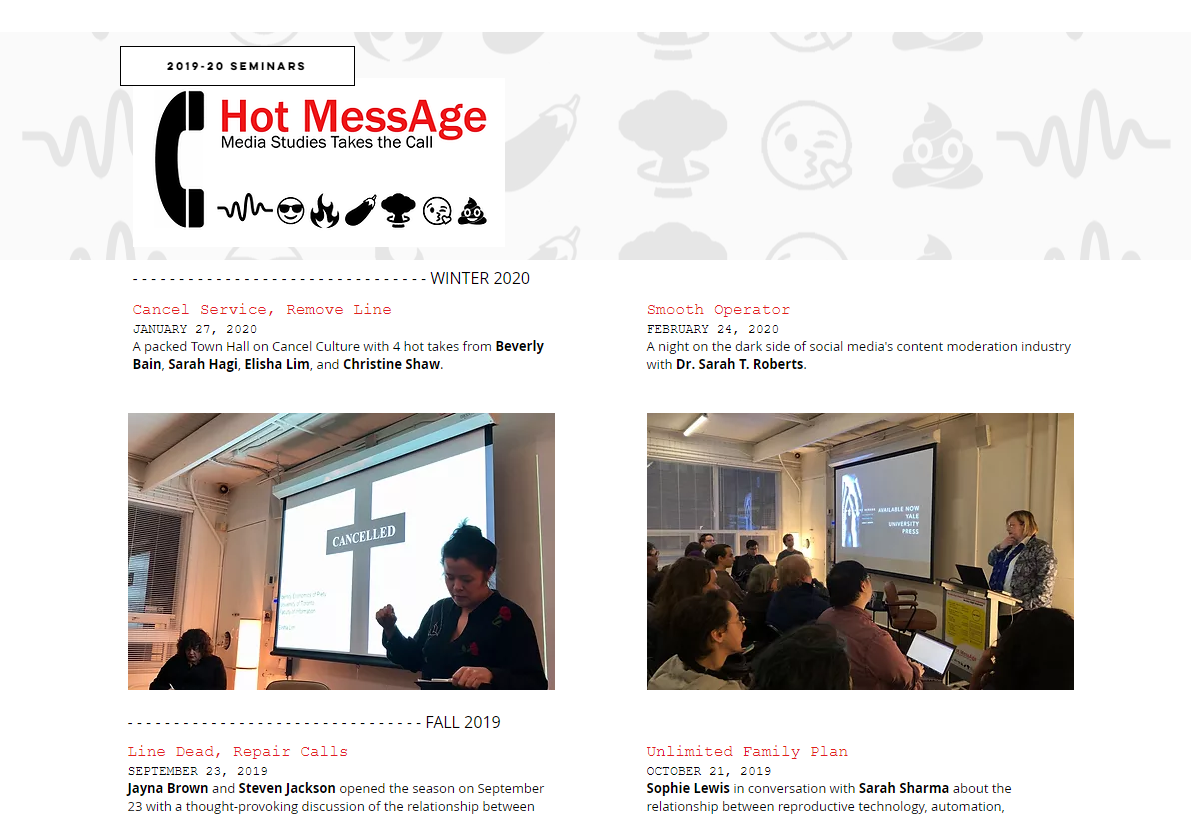 2019-20 SEMINARS
Hot MessAge
Media Studies Takes the Call
- - - - - - - - - - - - - - - - - - - - - - - - - - - - - - - - WINTER 2020
Cancel Service, Remove Line
JANUARY 27, 2020
A packed Town Hall on Cancel Culture with 4 hot takes from Beverly
Bain, Sarah Hagi, Elisha Lim, and Christine Shaw.
Smooth Operator
FEBRUARY 24, 2020
A night on the dark side of social media's content moderation industry
with Dr. Sarah T. Roberts.
CANCELLED
University of Toronto
AVAILABLE NOW
YALE
UNIVERSITY
PRESS
- - - - - - - - - - - - - - - - - - - - - - - - - - - - - - - - FALL 2019
Line Dead, Repair Calls
SEPTEMBER 23, 2019
Jayna Brown and Steven Jackson opened the season on September
23 with a thought-provoking discussion of the relationship between
Unlimited Family Plan
OCTOBER 21, 2019
Sophie Lewis in conversation with Sarah Sharma about the
relationship between reproductive technology, automation,